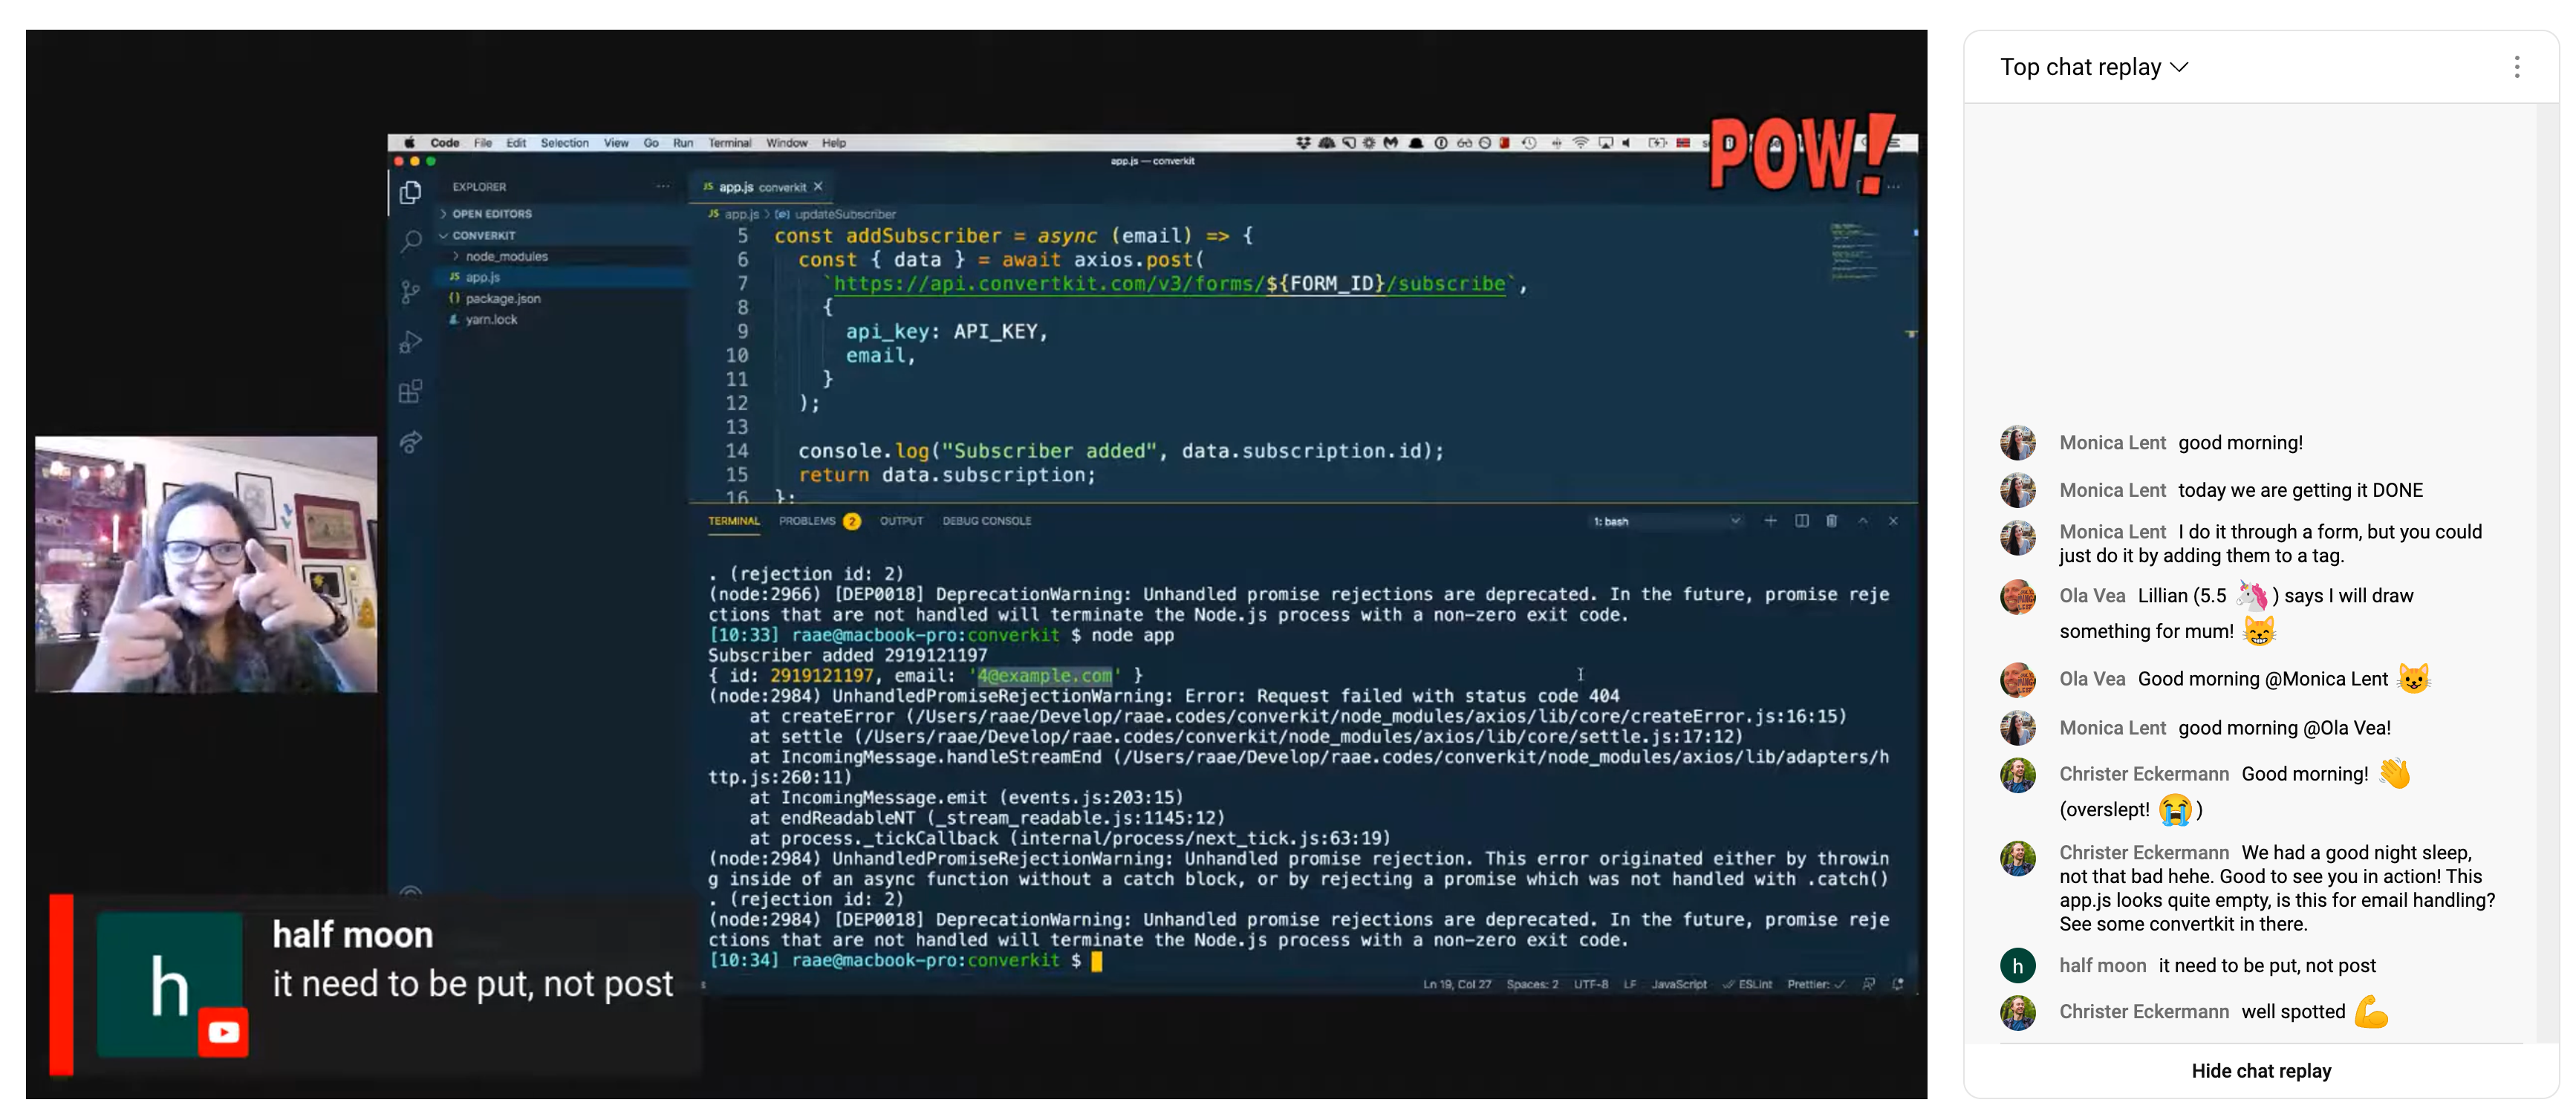 Code File Edit Selection View Go Run Terminal Window Help
POW!
app.js — converkit
EXPLORER
OPEN EDITORS
CONVERKIT
node_modules
JS app.js
{} package.json
yarn.lock
JS app.js converkit
JS app.js updateSubscriber
5 const addSubscriber = async (email) => {
6 const { data } = await axios.post(
7 `https://api.convertkit.com/v3/forms/${FORM_ID}/subscribe`,
8 {
9 api_key: API_KEY,
10 email,
11 }
12 );
13
14 console.log("Subscriber added", data.subscription.id);
15 return data.subscription;
16 };
TERMINAL PROBLEMS 2 OUTPUT DEBUG CONSOLE 1: bash
. (rejection id: 2)
(node:2966) [DEP0018] DeprecationWarning: Unhandled promise rejections are deprecated. In the future, promise reje
ctions that are not handled will terminate the Node.js process with a non-zero exit code.
[10:33] raae@macbook-pro:converkit $ node app
Subscriber added 2919121197
{ id: 2919121197, email: '4@example.com' }
(node:2984) UnhandledPromiseRejectionWarning: Error: Request failed with status code 404
at createError (/Users/raae/Develop/raae.codes/converkit/node_modules/axios/lib/core/createError.js:16:15)
at settle (/Users/raae/Develop/raae.codes/converkit/node_modules/axios/lib/core/settle.js:17:12)
at IncomingMessage.handleStreamEnd (/Users/raae/Develop/raae.codes/converkit/node_modules/axios/lib/adapters/h
ttp.js:260:11)
at IncomingMessage.emit (events.js:203:15)
at endReadableNT (_stream_readable.js:1145:12)
at process._tickCallback (internal/process/next_tick.js:63:19)
(node:2984) UnhandledPromiseRejectionWarning: Unhandled promise rejection. This error originated either by throwin
g inside of an async function without a catch block, or by rejecting a promise which was not handled with .catch()
. (rejection id: 2)
(node:2984) [DEP0018] DeprecationWarning: Unhandled promise rejections are deprecated. In the future, promise reje
ctions that are not handled will terminate the Node.js process with a non-zero exit code.
[10:34] raae@macbook-pro:converkit $
Ln 19, Col 27 Spaces: 2 UTF-8 LF JavaScript ESLint Prettier: ✓
h
half moon
it need to be put, not post
Top chat replay
Monica Lent good morning!
Monica Lent today we are getting it DONE
Monica Lent I do it through a form, but you could
just do it by adding them to a tag.
Ola Vea Lillian (5.5 🦄) says I will draw
something for mum! 😸
Ola Vea Good morning @Monica Lent 😺
Monica Lent good morning @Ola Vea!
Christer Eckermann Good morning! 👋
(overslept! 😭)
Christer Eckermann We had a good night sleep,
not that bad hehe. Good to see you in action! This
app.js looks quite empty, is this for email handling?
See some convertkit in there.
h half moon it need to be put, not post
Christer Eckermann well spotted 💪
Hide chat replay